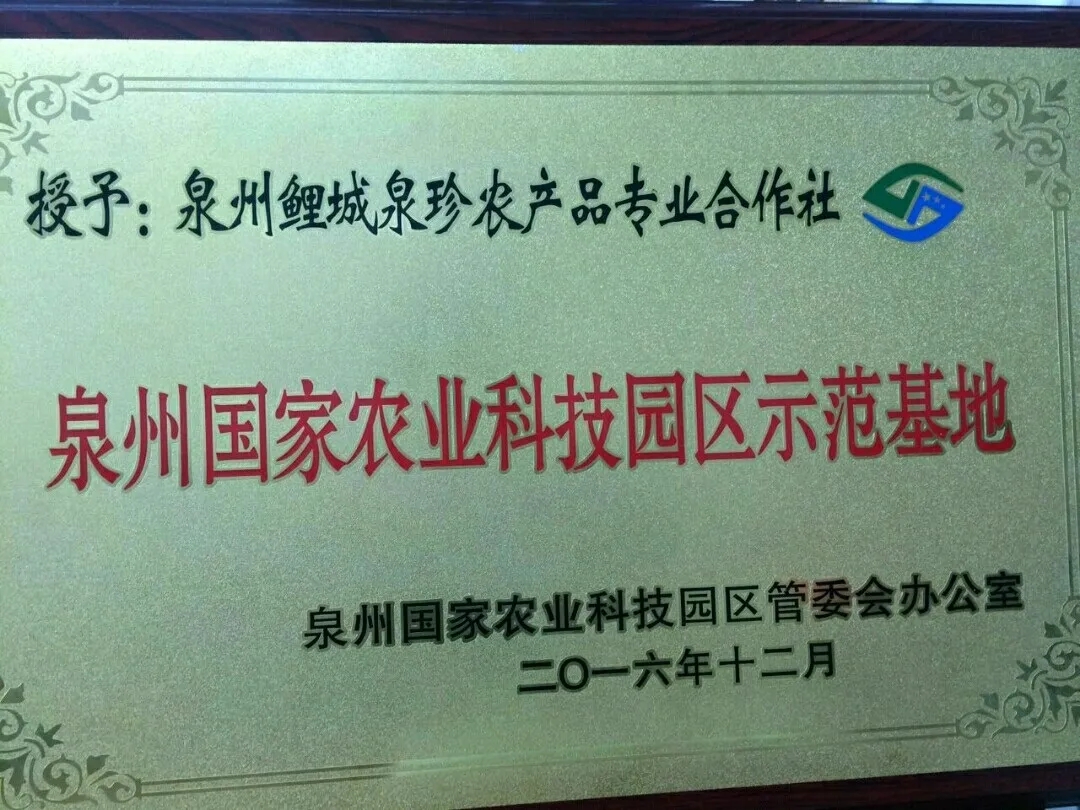 授予：泉州鲤城泉珍农产品专业合作社
泉州国家农业科技园区示范基地
泉州国家农业科技园区管委会办公室
二〇一六年十二月